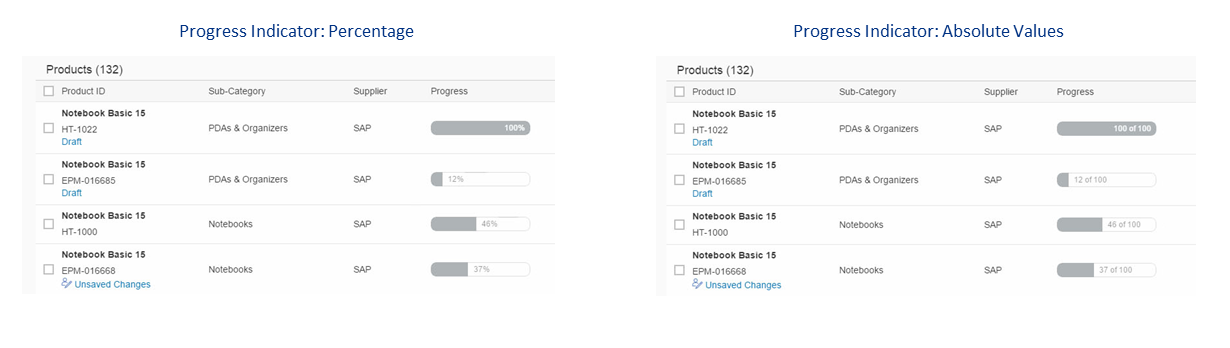 Progress Indicator: Percentage
Products (132)
Product ID Sub-Category Supplier Progress
Notebook Basic 15
HT-1022 PDAs & Organizers SAP 100%
Draft
Notebook Basic 15
EPM-016685 PDAs & Organizers SAP 12%
Draft
Notebook Basic 15
HT-1000 Notebooks SAP 46%
Notebook Basic 15
EPM-016668 Notebooks SAP 37%
Unsaved Changes
Progress Indicator: Absolute Values
Products (132)
Product ID Sub-Category Supplier Progress
Notebook Basic 15
HT-1022 PDAs & Organizers SAP 100 of 100
Draft
Notebook Basic 15
EPM-016685 PDAs & Organizers SAP 12 of 100
Draft
Notebook Basic 15
HT-1000 Notebooks SAP 46 of 100
Notebook Basic 15
EPM-016668 Notebooks SAP 37 of 100
Unsaved Changes